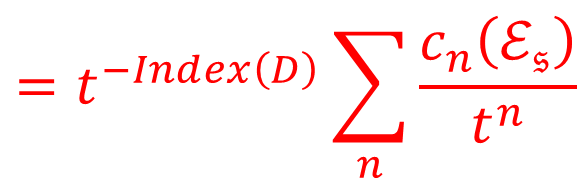 = t^{-Index(D)} \sum_{n} \frac{c_n(\mathcal{E}_{\mathfrak{s}})}{t^n}